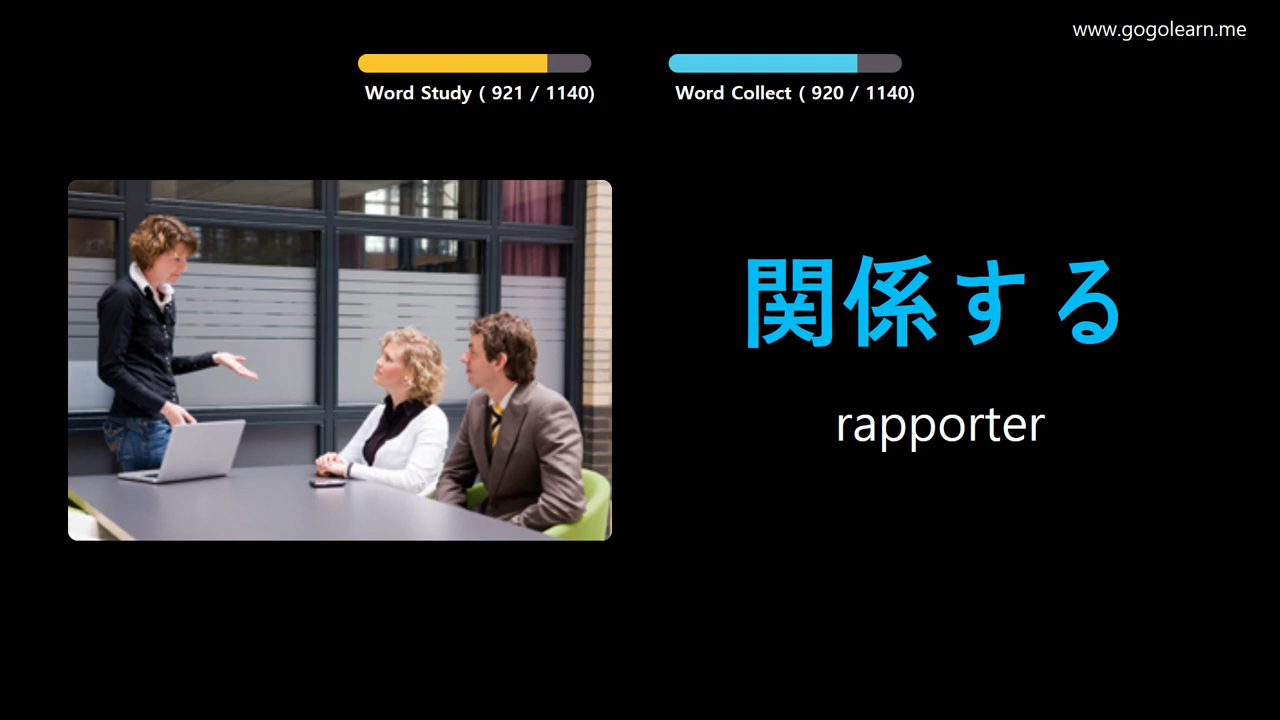 www.gogolearn.me
Word Study ( 921 / 1140)
Word Collect ( 920 / 1140)
関係する
rapporter